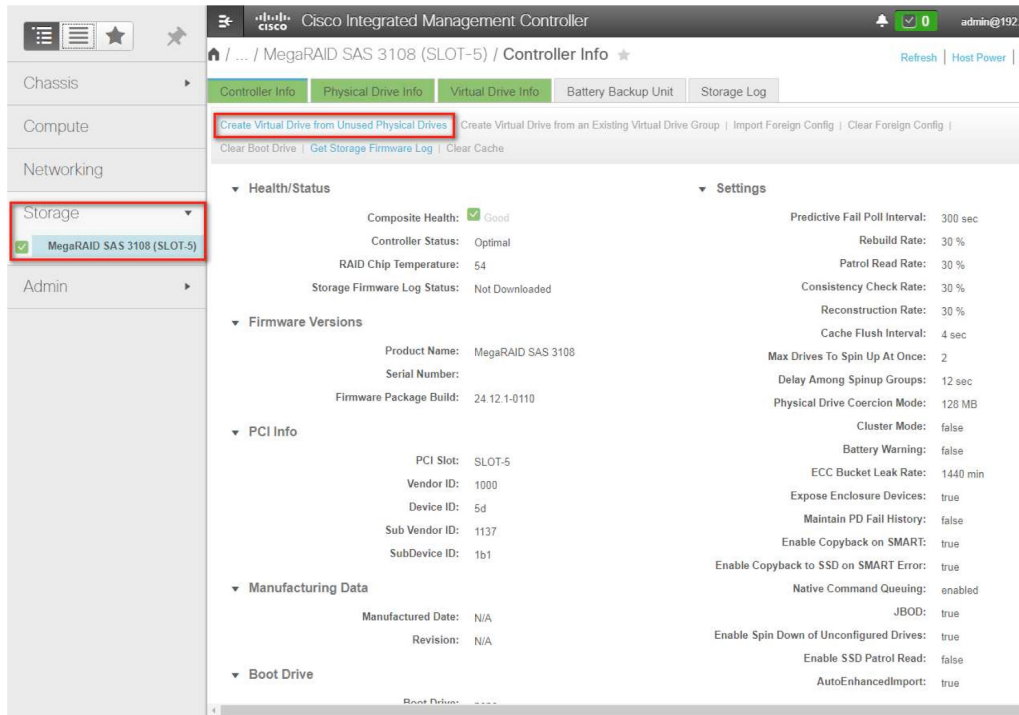 Cisco Integrated Management Controller
cisco
0
admin@192.
/ ... / MegaRAID SAS 3108 (SLOT-5) / Controller Info
Refresh | Host Power |
Chassis
Compute
Networking
Storage
MegaRAID SAS 3108 (SLOT-5)
Admin
Controller Info
Physical Drive Info
Virtual Drive Info
Battery Backup Unit
Storage Log
Create Virtual Drive from Unused Physical Drives | Create Virtual Drive from an Existing Virtual Drive Group | Import Foreign Config | Clear Foreign Config |
Clear Boot Drive | Get Storage Firmware Log | Clear Cache
Health/Status
Composite Health: Good
Controller Status: Optimal
RAID Chip Temperature: 54
Storage Firmware Log Status: Not Downloaded
Firmware Versions
Product Name: MegaRAID SAS 3108
Serial Number:
Firmware Package Build: 24.12.1-0110
PCI Info
PCI Slot: SLOT-5
Vendor ID: 1000
Device ID: 5d
Sub Vendor ID: 1137
SubDevice ID: 1b1
Manufacturing Data
Manufactured Date: N/A
Revision: N/A
Boot Drive
Boot Drive: none
Settings
Predictive Fail Poll Interval: 300 sec
Rebuild Rate: 30 %
Patrol Read Rate: 30 %
Consistency Check Rate: 30 %
Reconstruction Rate: 30 %
Cache Flush Interval: 4 sec
Max Drives To Spin Up At Once: 2
Delay Among Spinup Groups: 12 sec
Physical Drive Coercion Mode: 128 MB
Cluster Mode: false
Battery Warning: false
ECC Bucket Leak Rate: 1440 min
Expose Enclosure Devices: true
Maintain PD Fail History: false
Enable Copyback on SMART: true
Enable Copyback to SSD on SMART Error: true
Native Command Queuing: enabled
JBOD: true
Enable Spin Down of Unconfigured Drives: true
Enable SSD Patrol Read: false
AutoEnhancedImport: true